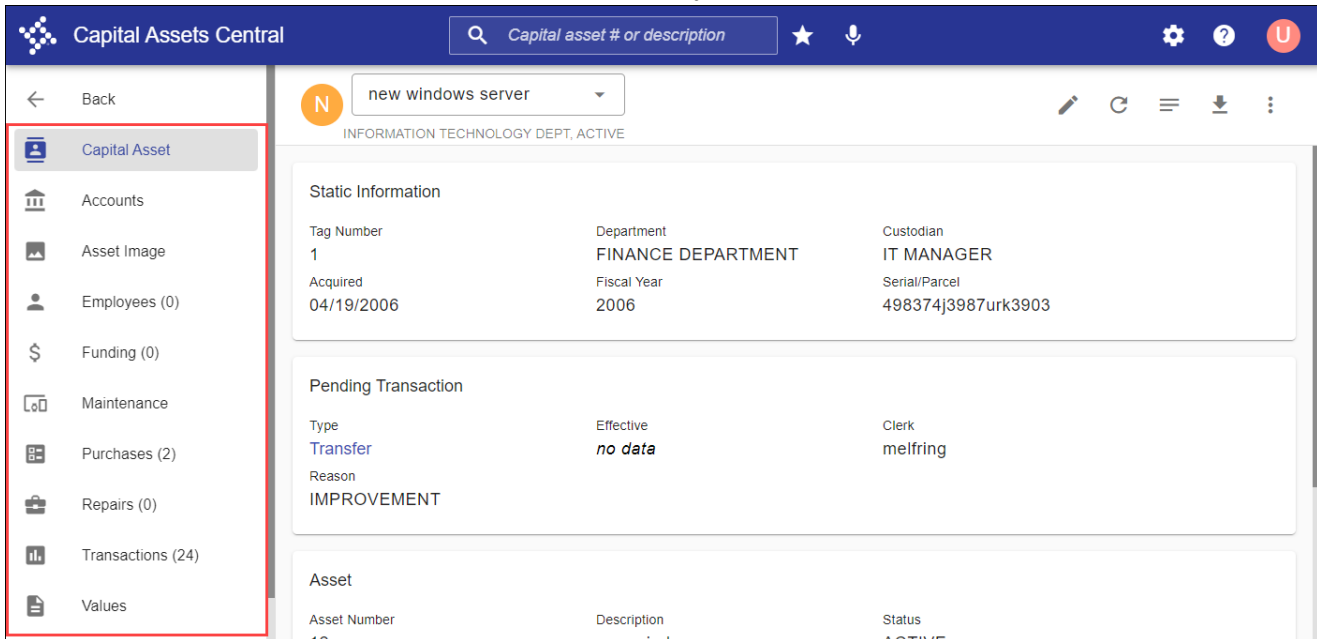 Capital Assets Central
Capital asset # or description
U
Back
Capital Asset
Accounts
Asset Image
Employees (0)
Funding (0)
Maintenance
Purchases (2)
Repairs (0)
Transactions (24)
Values
N
new windows server
INFORMATION TECHNOLOGY DEPT, ACTIVE
Static Information
Tag Number Department Custodian
1 FINANCE DEPARTMENT IT MANAGER
Acquired Fiscal Year Serial/Parcel
04/19/2006 2006 498374j3987urk3903
Pending Transaction
Type Effective Clerk
Transfer no data melfring
Reason
IMPROVEMENT
Asset
Asset Number Description Status